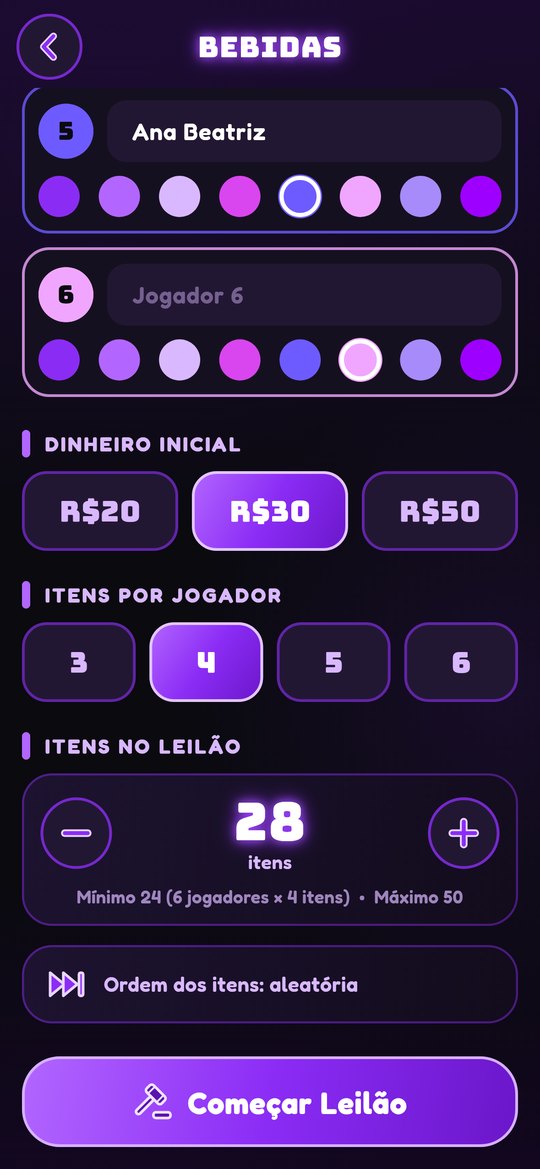 BEBIDAS
5
Ana Beatriz
6
Jogador 6
DINHEIRO INICIAL
R$20 R$30 R$50
ITENS POR JOGADOR
3 4 5 6
ITENS NO LEILÃO
28
itens
Mínimo 24 (6 jogadores × 4 itens) • Máximo 50
Ordem dos itens: aleatória
Começar Leilão